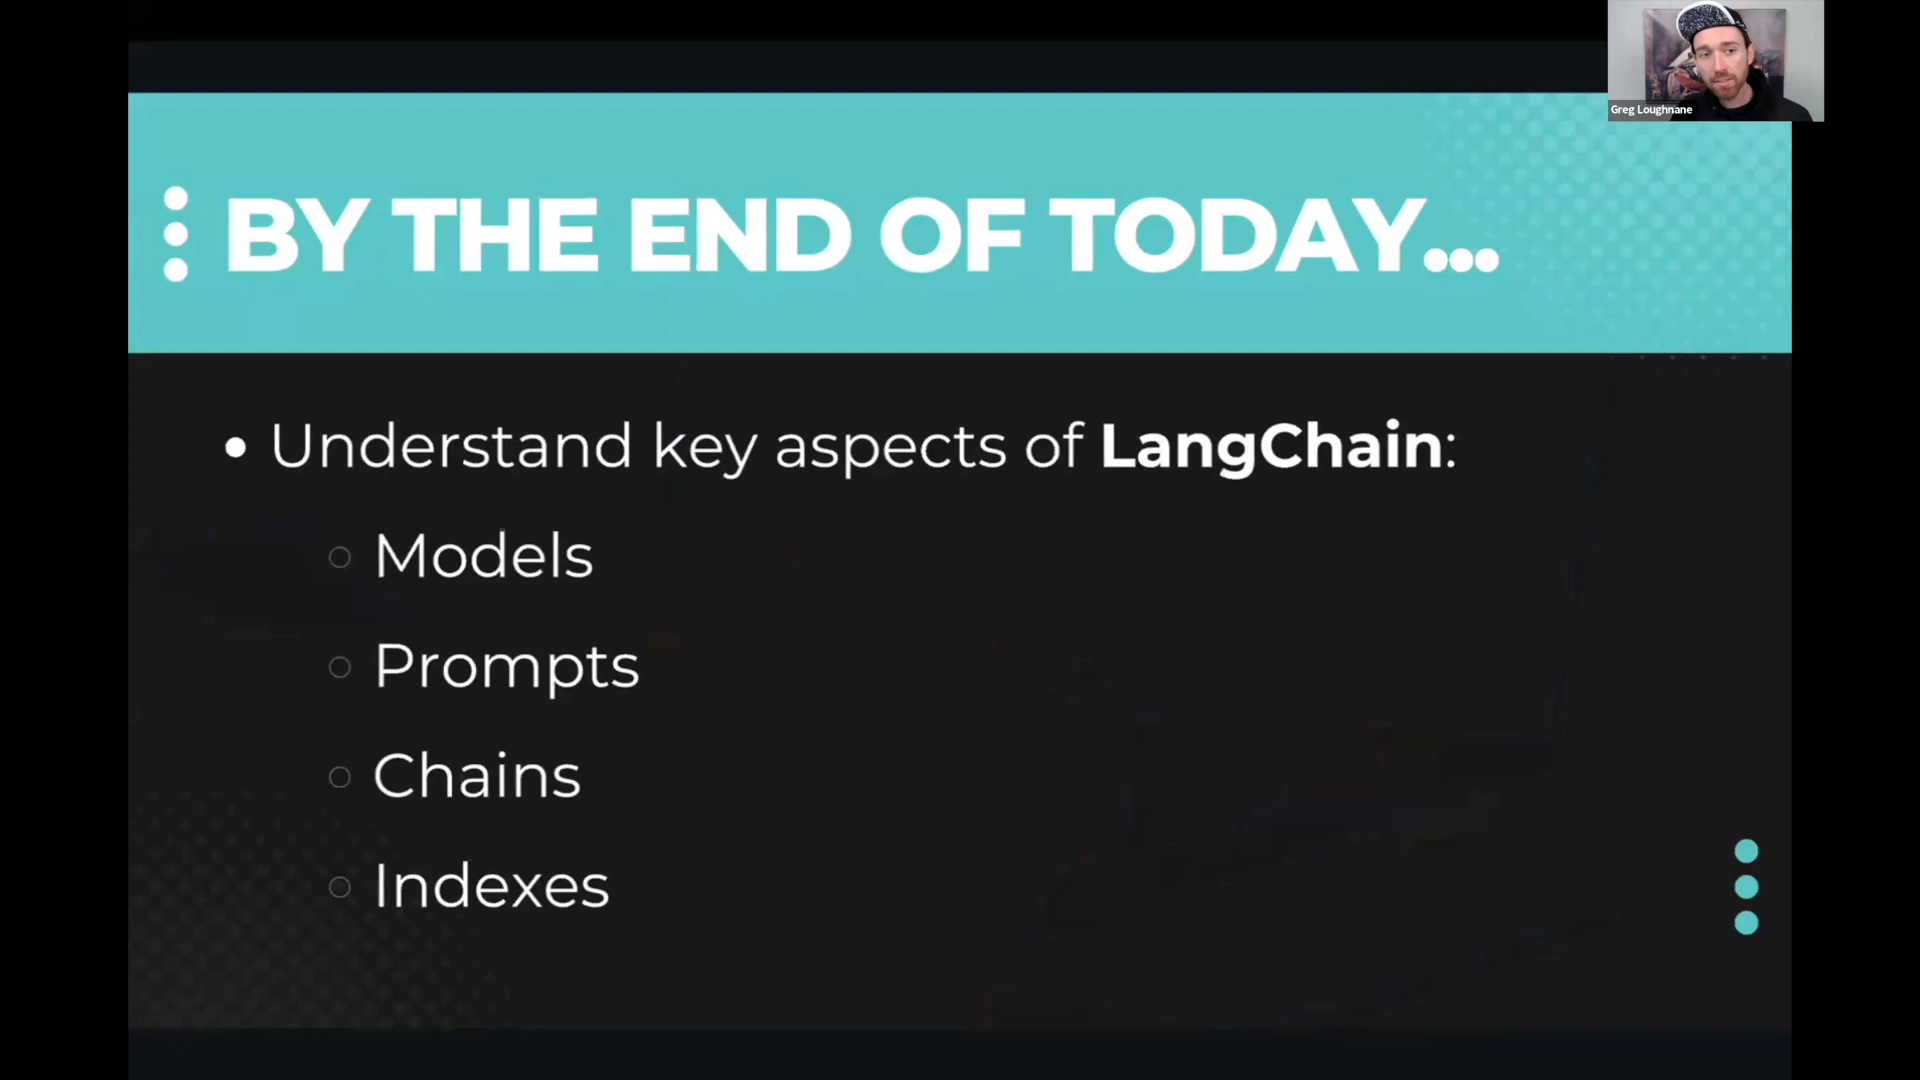 Greg Loughnane
BY THE END OF TODAY...
Understand key aspects of LangChain:
Models
Prompts
Chains
Indexes